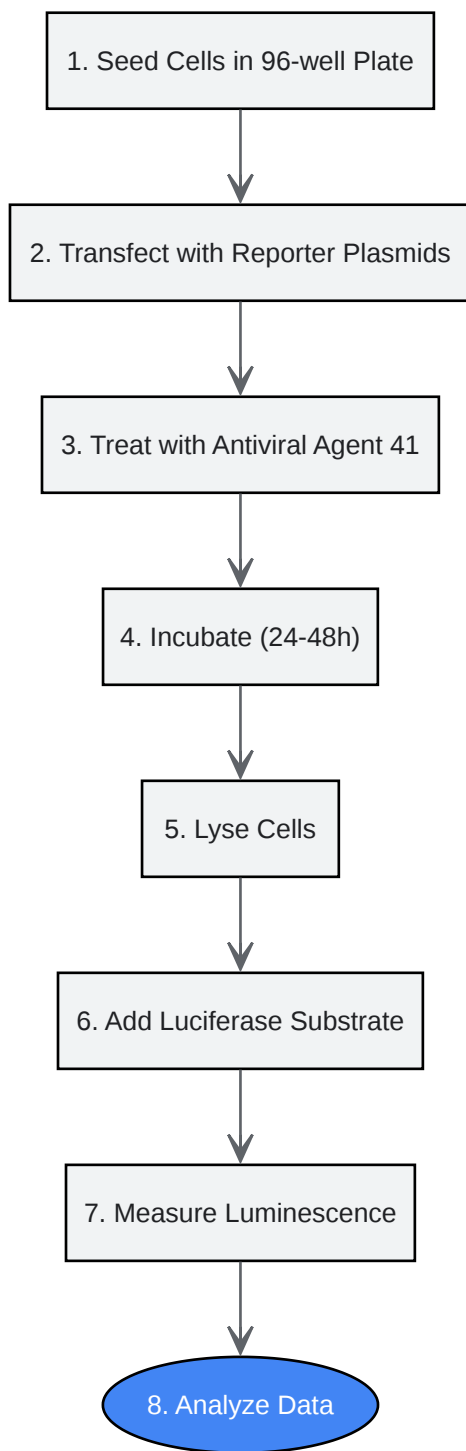 1. Seed Cells in 96-well Plate
2. Transfect with Reporter Plasmids
3. Treat with Antiviral Agent 41
4. Incubate (24-48h)
5. Lyse Cells
6. Add Luciferase Substrate
7. Measure Luminescence
8. Analyze Data